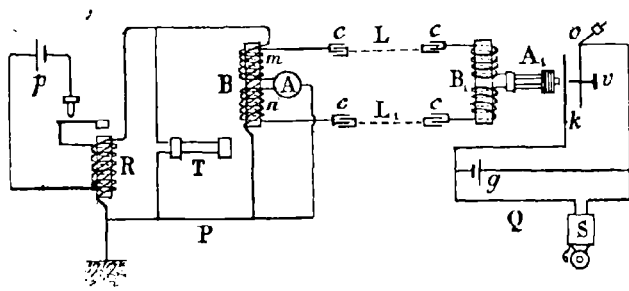 c L c o
m A₁
p B A B₁ v
n
c L₁ c k
R T
g
P Q S